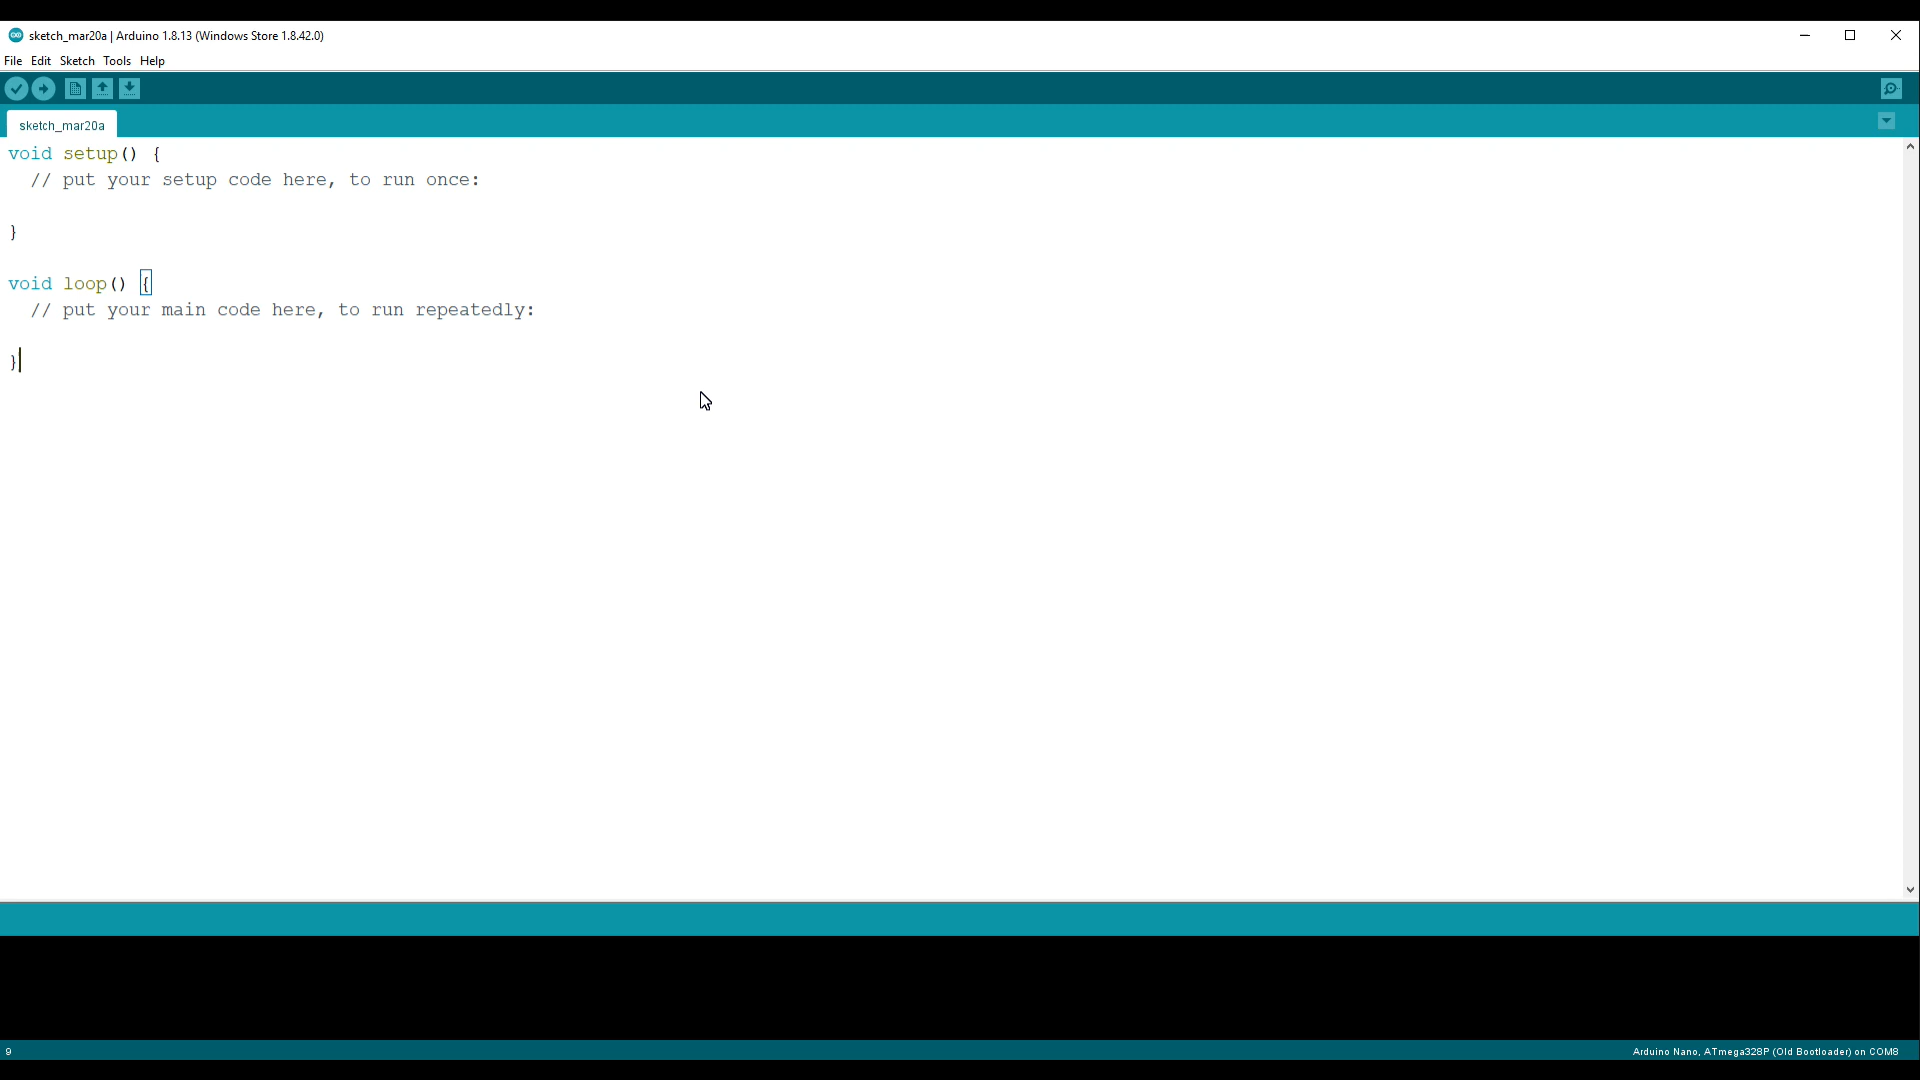 sketch_mar20a | Arduino 1.8.13 (Windows Store 1.8.42.0)
File Edit Sketch Tools Help
sketch_mar20a
void setup() {
  // put your setup code here, to run once:

}

void loop() {
  // put your main code here, to run repeatedly:

}
9
Arduino Nano, ATmega328P (Old Bootloader) on COM8